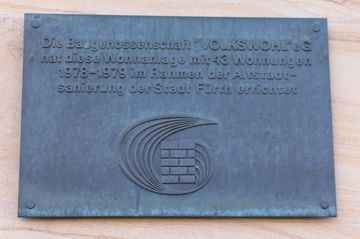 Die Baugenossenschaft "VOLKSWOHL" eG
hat diese Wohnanlage mit 43 Wohnungen
1978-1979 im Rahmen der Altstadt-
sanierung der Stadt Fürth errichtet